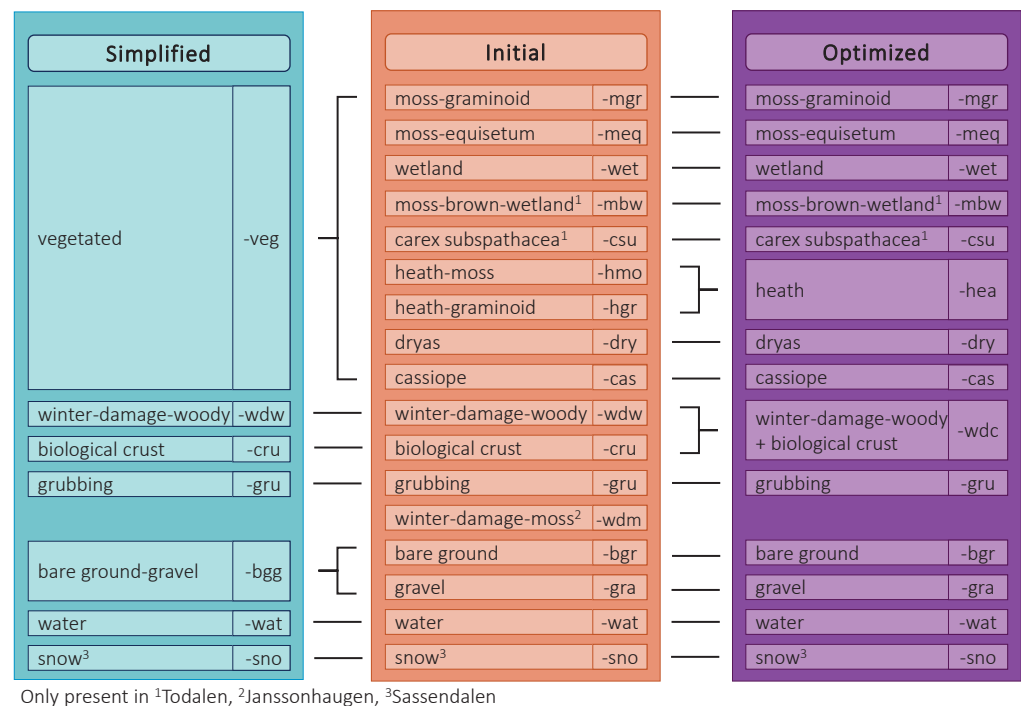 Simplified
vegetated -veg
winter-damage-woody -wdw
biological crust -cru
grubbing -gru
bare ground-gravel -bgg
water -wat
snow³ -sno
Initial
moss-graminoid -mgr
moss-equisetum -meq
wetland -wet
moss-brown-wetland¹ -mbw
carex subspathacea¹ -csu
heath-moss -hmo
heath-graminoid -hgr
dryas -dry
cassiope -cas
winter-damage-woody -wdw
biological crust -cru
grubbing -gru
winter-damage-moss² -wdm
bare ground -bgr
gravel -gra
water -wat
snow³ -sno
Optimized
moss-graminoid -mgr
moss-equisetum -meq
wetland -wet
moss-brown-wetland¹ -mbw
carex subspathacea¹ -csu
heath -hea
dryas -dry
cassiope -cas
winter-damage-woody
+ biological crust -wdc
grubbing -gru
bare ground -bgr
gravel -gra
water -wat
snow³ -sno
Only present in ¹Todalen, ²Janssonhaugen, ³Sassendalen